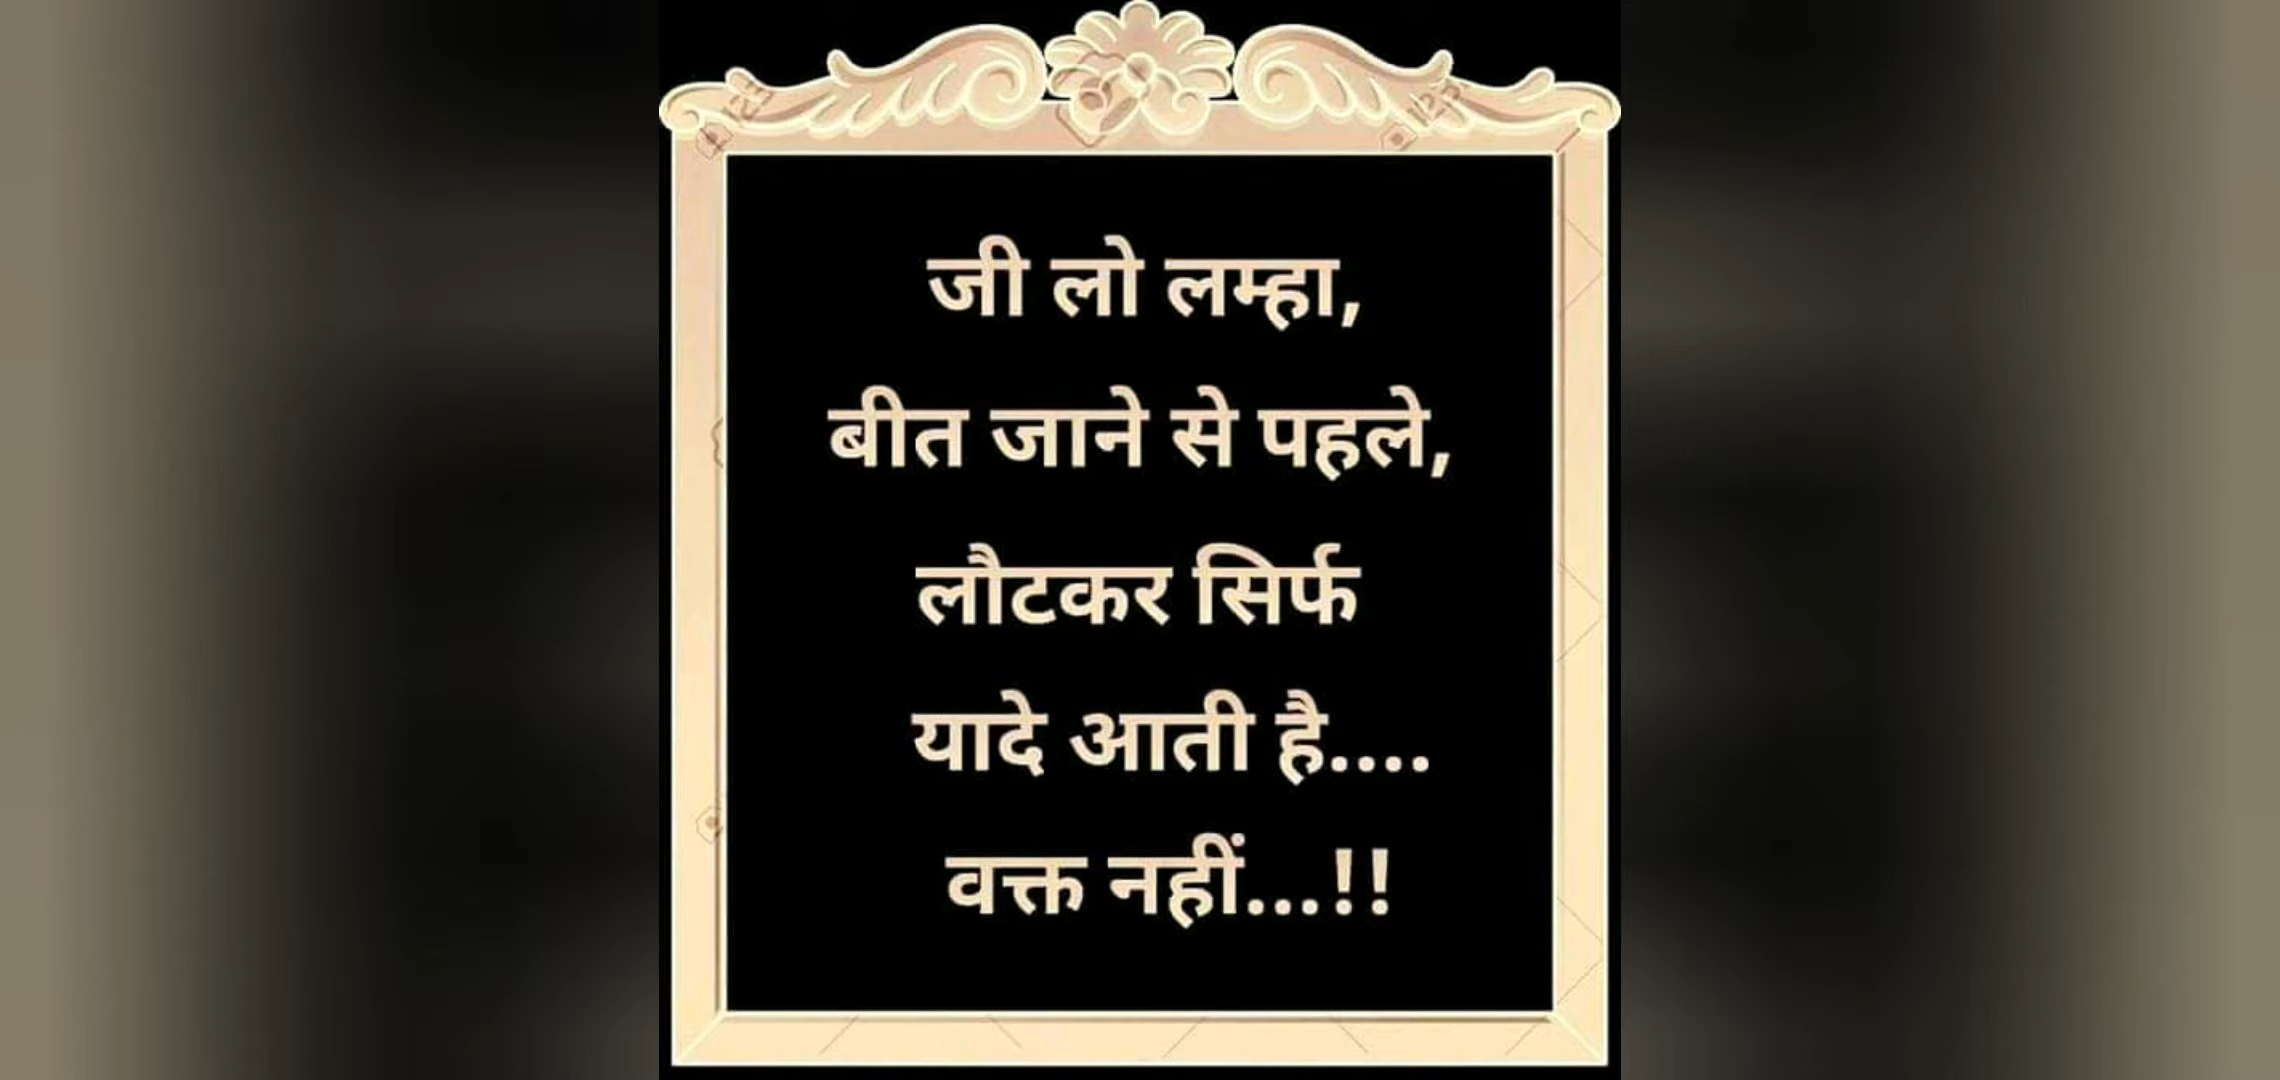 जी लो लम्हा,
बीत जाने से पहले,
लौटकर सिर्फ
यादे आती है....
वक्त नहीं...!!